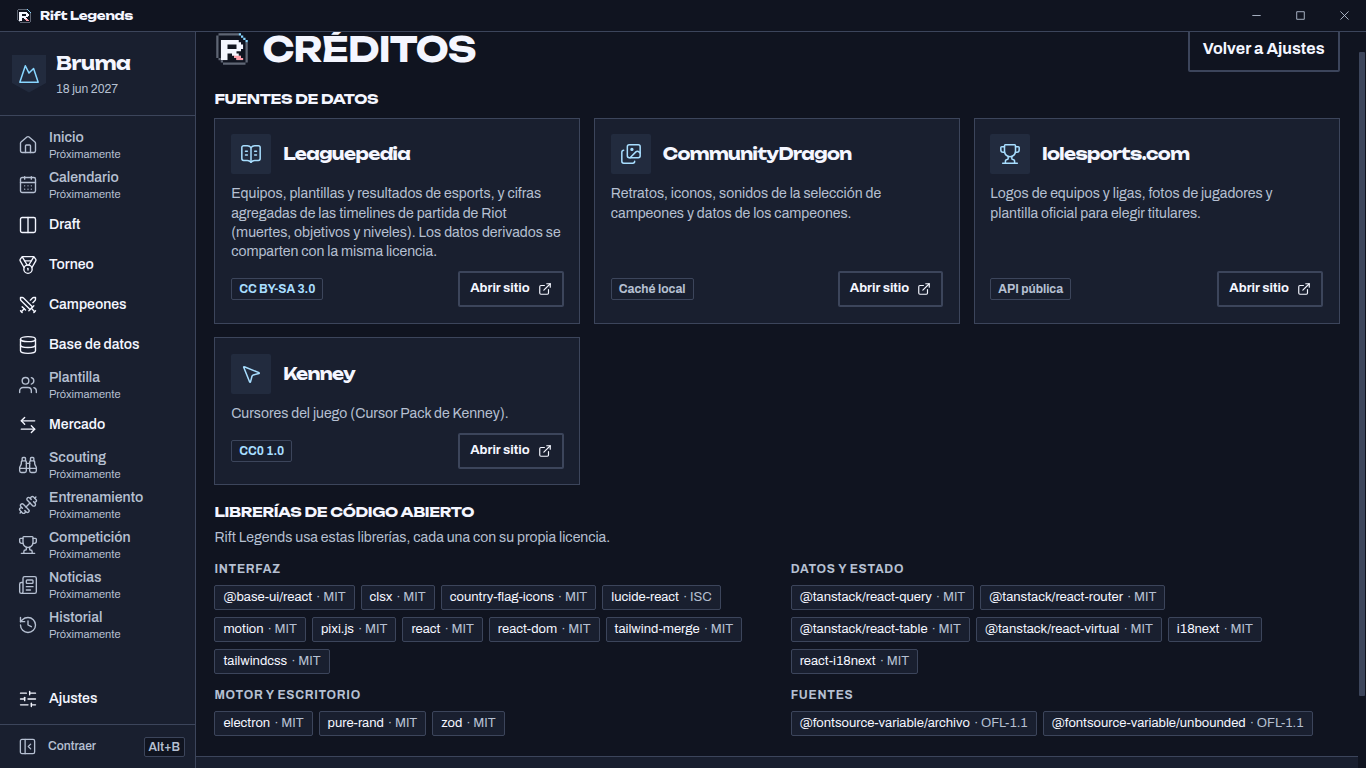 Rift Legends
Bruma
18 jun 2027
Inicio
Próximamente
Calendario
Próximamente
Draft
Torneo
Campeones
Base de datos
Plantilla
Próximamente
Mercado
Scouting
Próximamente
Entrenamiento
Próximamente
Competición
Próximamente
Noticias
Próximamente
Historial
Próximamente
Ajustes
Contraer Alt+B
CRÉDITOS
Volver a Ajustes
FUENTES DE DATOS
Leaguepedia
Equipos, plantillas y resultados de esports, y cifras
agregadas de las timelines de partida de Riot
(muertes, objetivos y niveles). Los datos derivados se
comparten con la misma licencia.
CC BY-SA 3.0 Abrir sitio
CommunityDragon
Retratos, iconos, sonidos de la selección de
campeones y datos de los campeones.
Caché local Abrir sitio
lolesports.com
Logos de equipos y ligas, fotos de jugadores y
plantilla oficial para elegir titulares.
API pública Abrir sitio
Kenney
Cursores del juego (Cursor Pack de Kenney).
CC0 1.0 Abrir sitio
LIBRERÍAS DE CÓDIGO ABIERTO
Rift Legends usa estas librerías, cada una con su propia licencia.
INTERFAZ
@base-ui/react · MIT clsx · MIT country-flag-icons · MIT lucide-react · ISC
motion · MIT pixi.js · MIT react · MIT react-dom · MIT tailwind-merge · MIT
tailwindcss · MIT
DATOS Y ESTADO
@tanstack/react-query · MIT @tanstack/react-router · MIT
@tanstack/react-table · MIT @tanstack/react-virtual · MIT i18next · MIT
react-i18next · MIT
MOTOR Y ESCRITORIO
electron · MIT pure-rand · MIT zod · MIT
FUENTES
@fontsource-variable/archivo · OFL-1.1 @fontsource-variable/unbounded · OFL-1.1